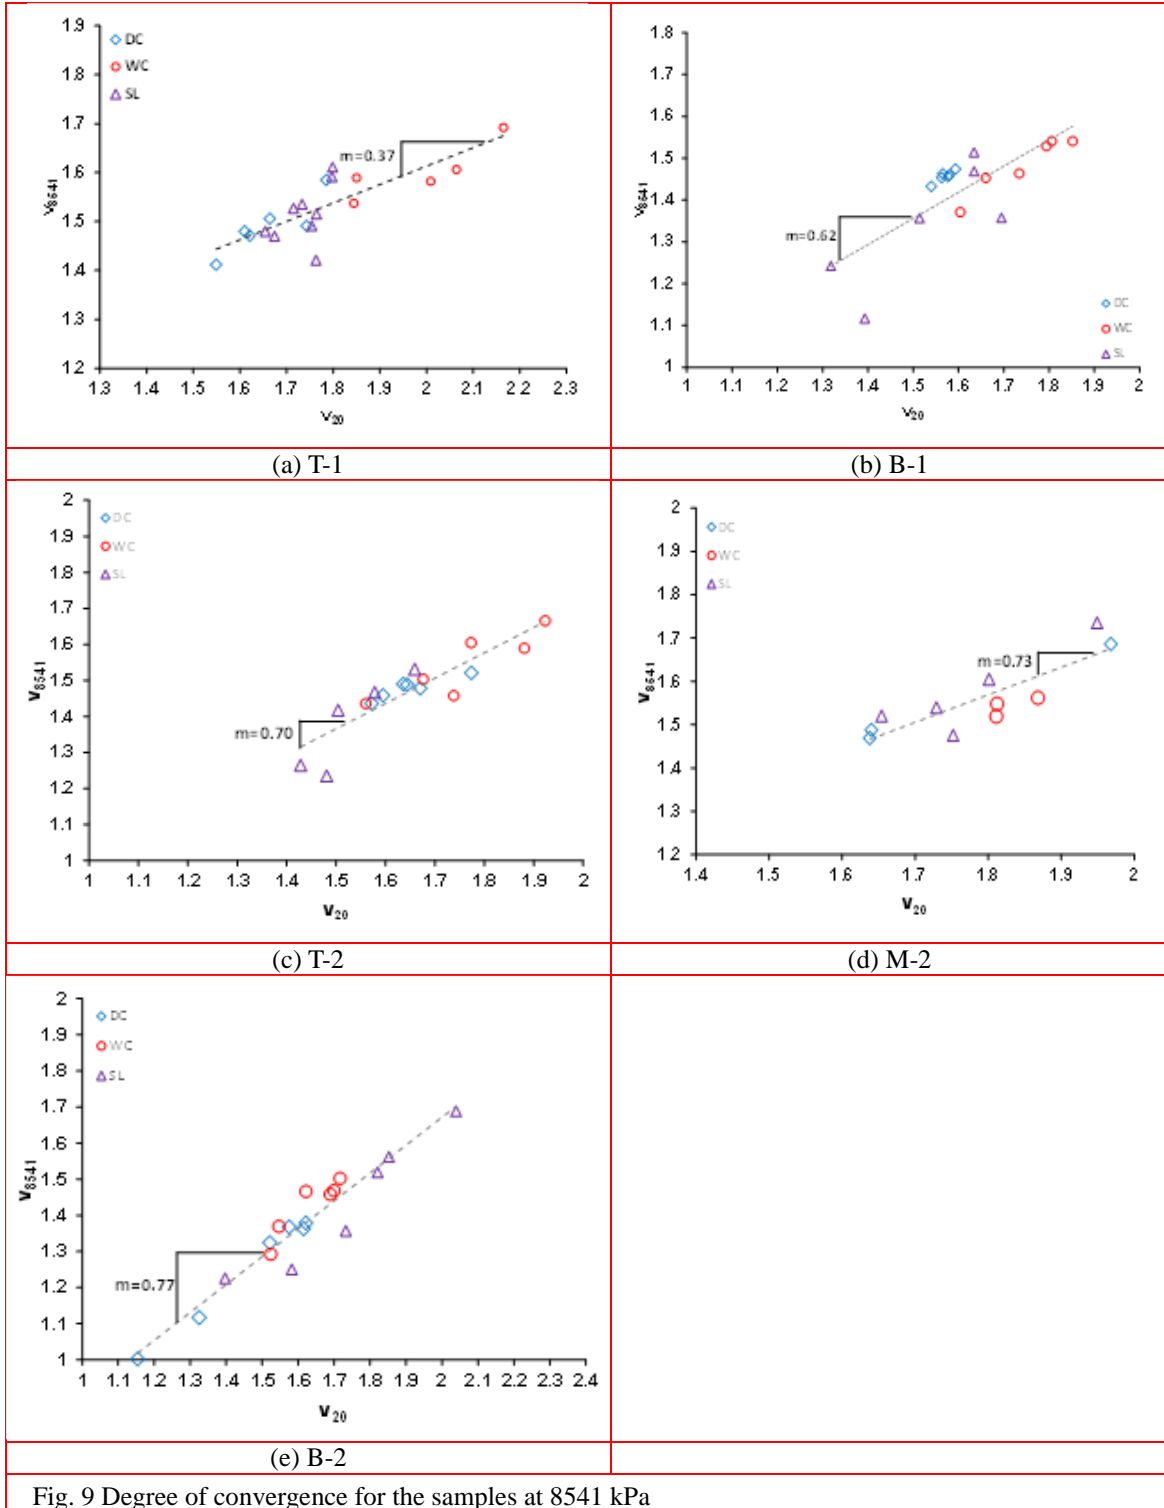 1.9
1.8
1.7
1.6
1.5
1.4
1.3
1.2
v8541
DC
WC
SL
m=0.37
1.3 1.4 1.5 1.6 1.7 1.8 1.9 2 2.1 2.2 2.3
v20
(a) T-1
1.8
1.7
1.6
1.5
1.4
1.3
1.2
1.1
1
v8541
m=0.62
DC
WC
SL
1 1.1 1.2 1.3 1.4 1.5 1.6 1.7 1.8 1.9 2
v20
(b) B-1
2
1.9
1.8
1.7
1.6
1.5
1.4
1.3
1.2
1.1
1
v8541
DC
WC
SL
m=0.70
1 1.1 1.2 1.3 1.4 1.5 1.6 1.7 1.8 1.9 2
v20
(c) T-2
2
1.9
1.8
1.7
1.6
1.5
1.4
1.3
1.2
v8541
DC
WC
SL
m=0.73
1.4 1.5 1.6 1.7 1.8 1.9 2
v20
(d) M-2
2
1.9
1.8
1.7
1.6
1.5
1.4
1.3
1.2
1.1
1
v8541
DC
WC
SL
m=0.77
1 1.1 1.2 1.3 1.4 1.5 1.6 1.7 1.8 1.9 2 2.1 2.2 2.3 2.4
v20
(e) B-2
Fig. 9 Degree of convergence for the samples at 8541 kPa